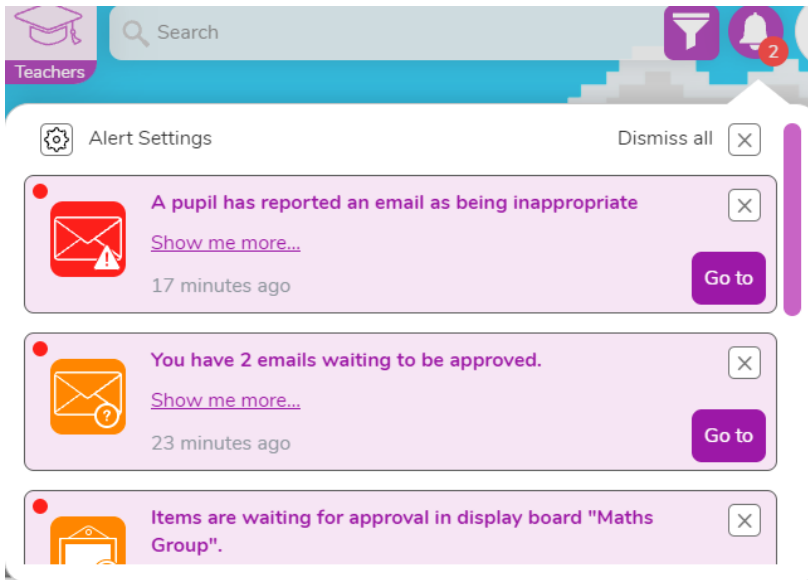 Search
2
Teachers
Alert Settings
Dismiss all
A pupil has reported an email as being inappropriate
Show me more...
17 minutes ago
Go to
You have 2 emails waiting to be approved.
Show me more...
23 minutes ago
Go to
Items are waiting for approval in display board "Maths
Group".